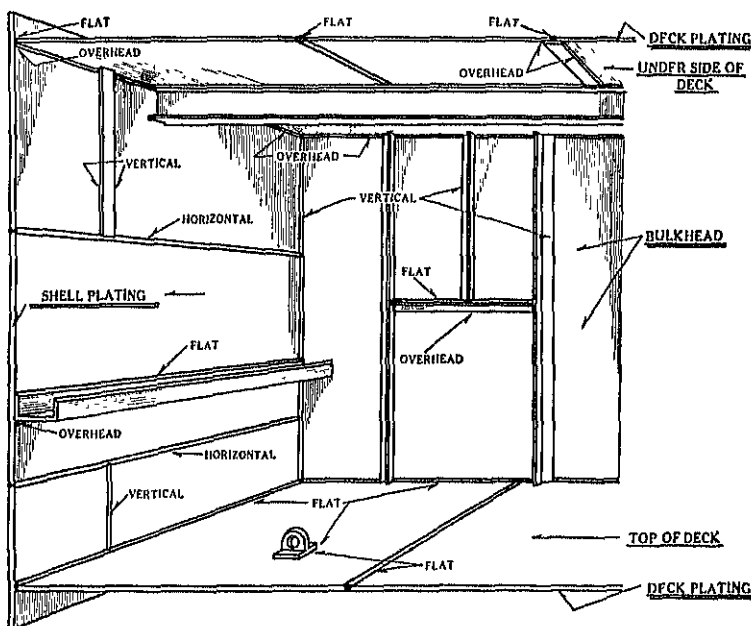 FLAT
FLAT
FLAT
DECK PLATING
OVERHEAD
OVERHEAD
UNDER SIDE OF
DECK
VERTICAL
OVERHEAD
VERTICAL
HORIZONTAL
BULKHEAD
FLAT
SHELL PLATING
FLAT
OVERHEAD
OVERHEAD
HORIZONTAL
VERTICAL
FLAT
TOP OF DECK
FLAT
DECK PLATING